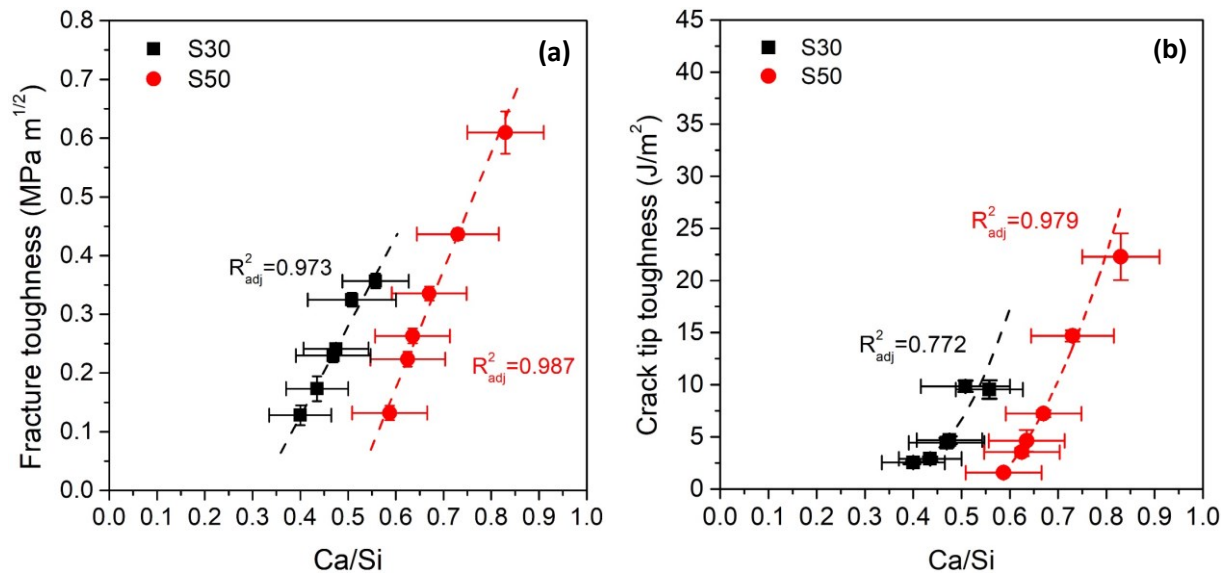 (a)
S30
S50
Fracture toughness (MPa m^{1/2})
0.8
0.7
0.6
0.5
0.4
0.3
0.2
0.1
0.0
R²adj=0.973
R²adj=0.987
0.0 0.1 0.2 0.3 0.4 0.5 0.6 0.7 0.8 0.9 1.0
Ca/Si
(b)
S30
S50
Crack tip toughness (J/m²)
45
40
35
30
25
20
15
10
5
0
R²adj=0.979
R²adj=0.772
0.0 0.1 0.2 0.3 0.4 0.5 0.6 0.7 0.8 0.9 1.0
Ca/Si